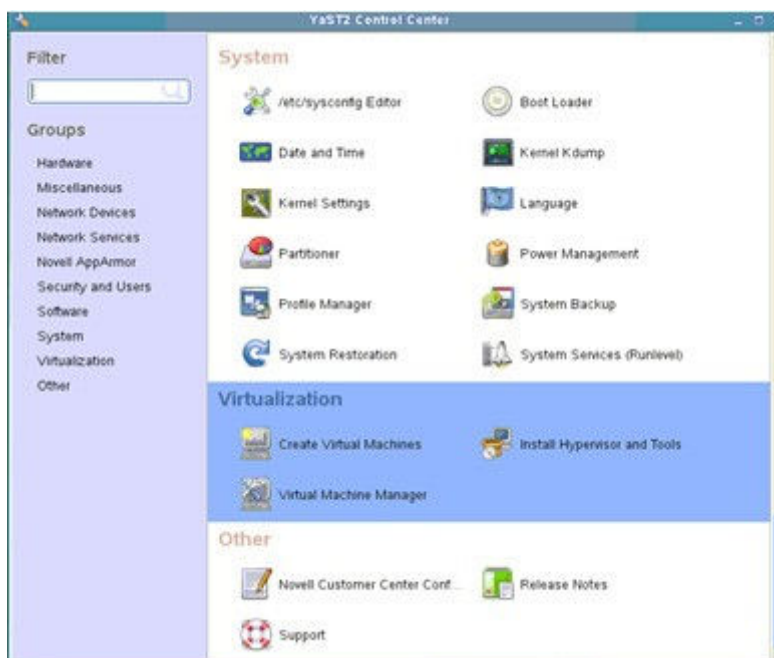 YaST2 Control Center
Filter
Groups
Hardware
Miscellaneous
Network Devices
Network Services
Novell AppArmor
Security and Users
Software
System
Virtualization
Other
System
/etc/sysconfig Editor
Boot Loader
Date and Time
Kernel Kdump
Kernel Settings
Language
Partitioner
Power Management
Profile Manager
System Backup
System Restoration
System Services (Runlevel)
Virtualization
Create Virtual Machines
Install Hypervisor and Tools
Virtual Machine Manager
Other
Novell Customer Center Conf...
Release Notes
Support